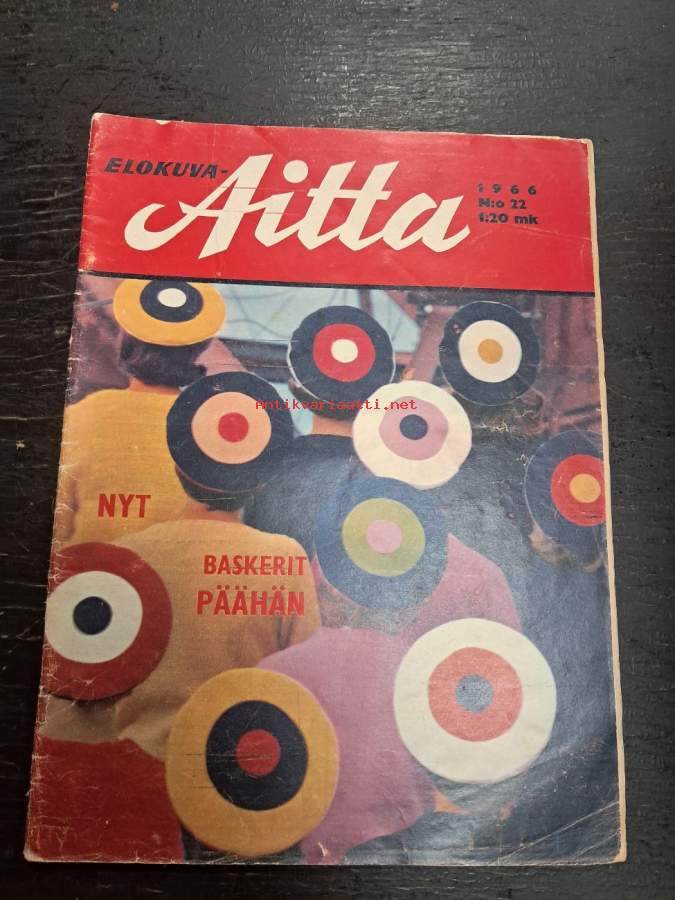 ELOKUVA-
Aitta
1966
N:o 22
1:20 mk
Antikvariaatti.net
NYT
BASKERIT
PÄÄHÄN